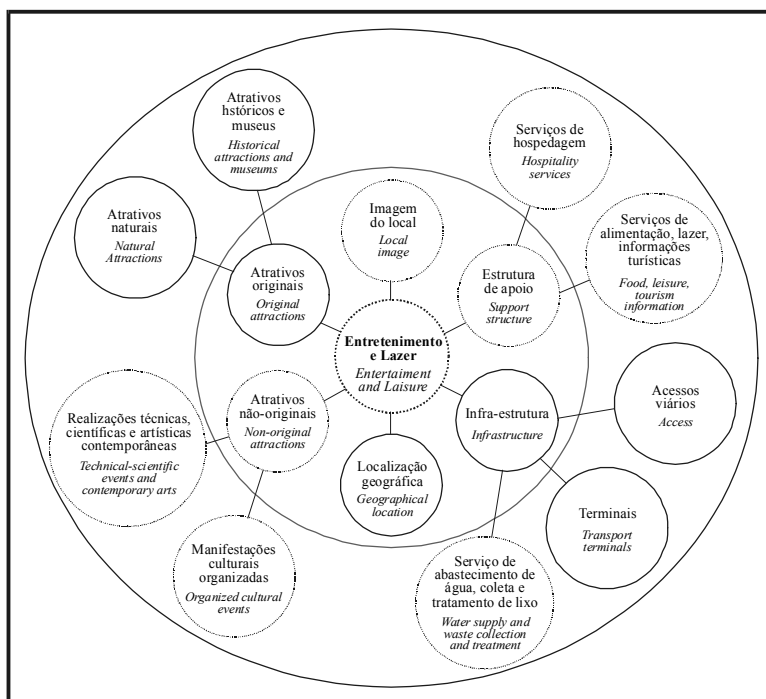 Atrativos
hstóricos e
museus
Historical
attractions and
museums
Serviços de
hospedagem
Hospitality
services
Atrativos
naturais
Natural
Attractions
Imagem
do local
Local
image
Serviços de
alimentação, lazer,
informações
turísticas
Food, leisure,
tourism
information
Atrativos
originais
Original
attractions
Estrutura
de apoio
Support
structure
Entretenimento
e Lazer
Entertaiment
and Laisure
Realizações técnicas,
científicas e artísticas
contemporâneas
Technical-scientific
events and
contemporary arts
Atrativos
não-originais
Non-original
attractions
Infra-estrutura
Infrastructure
Acessos
viários
Access
Localização
geográfica
Geographical
location
Terminais
Transport
terminals
Manifestações
culturais
organizadas
Organized cultural
events
Serviço de
abastecimento de
água, coleta e
tratamento de lixo
Water supply and
waste collection
and treatment